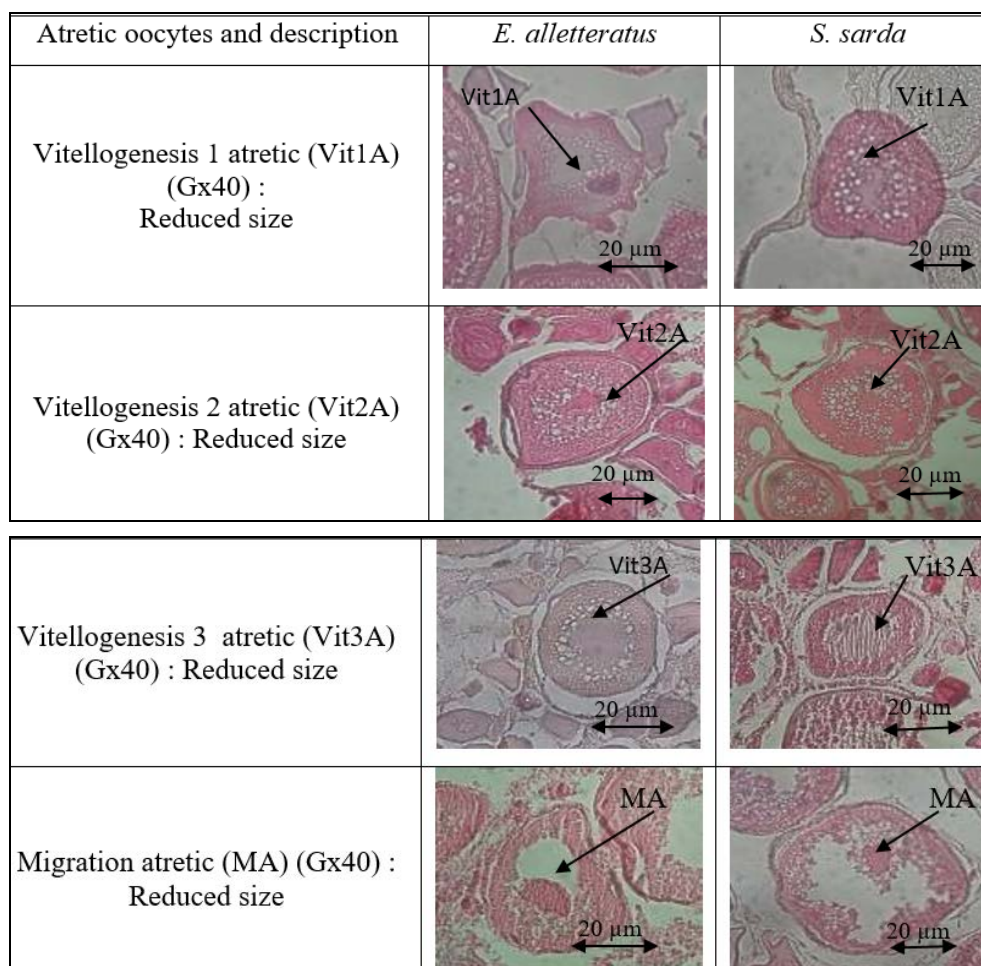 Atretic oocytes and description
E. alletteratus
S. sarda
Vitellogenesis 1 atretic (Vit1A)
(Gx40) :
Reduced size
Vit1A
20 µm
Vit1A
20 µm
Vitellogenesis 2 atretic (Vit2A)
(Gx40) : Reduced size
Vit2A
20 µm
Vit2A
20 µm
Vitellogenesis 3 atretic (Vit3A)
(Gx40) : Reduced size
Vit3A
20 µm
Vit3A
20 µm
Migration atretic (MA) (Gx40) :
Reduced size
MA
20 µm
MA
20 µm